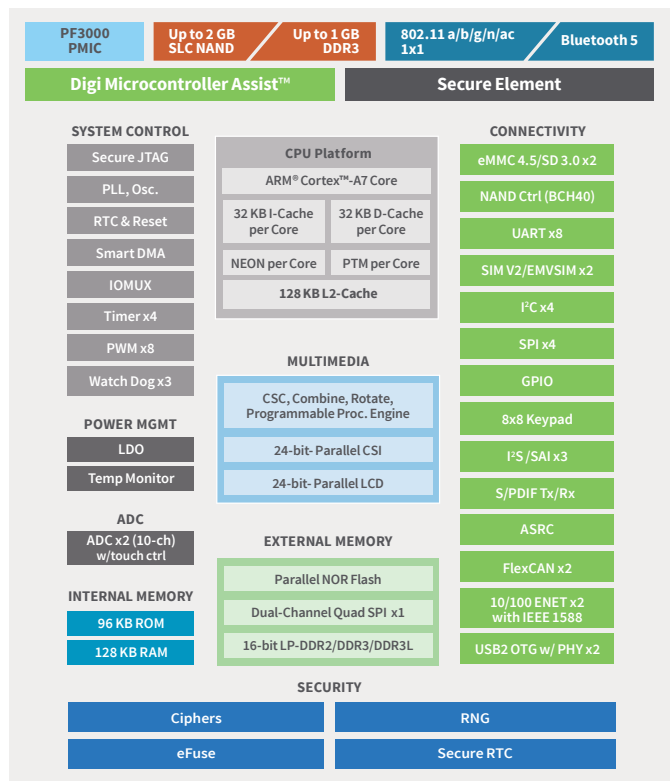 PF3000
PMIC
Up to 2 GB
SLC NAND
Up to 1 GB
DDR3
802.11 a/b/g/n/ac
1x1
Bluetooth 5
Digi Microcontroller Assist™
Secure Element
SYSTEM CONTROL
Secure JTAG
PLL, Osc.
RTC & Reset
Smart DMA
IOMUX
Timer x4
PWM x8
Watch Dog x3
POWER MGMT
LDO
Temp Monitor
ADC
ADC x2 (10-ch)
w/touch ctrl
INTERNAL MEMORY
96 KB ROM
128 KB RAM
CPU Platform
ARM® Cortex™-A7 Core
32 KB I-Cache
per Core
32 KB D-Cache
per Core
NEON per Core
PTM per Core
128 KB L2-Cache
MULTIMEDIA
CSC, Combine, Rotate,
Programmable Proc. Engine
24-bit- Parallel CSI
24-bit- Parallel LCD
EXTERNAL MEMORY
Parallel NOR Flash
Dual-Channel Quad SPI x1
16-bit LP-DDR2/DDR3/DDR3L
CONNECTIVITY
eMMC 4.5/SD 3.0 x2
NAND Ctrl (BCH40)
UART x8
SIM V2/EMVSIM x2
I²C x4
SPI x4
GPIO
8x8 Keypad
I²S /SAI x3
S/PDIF Tx/Rx
ASRC
FlexCAN x2
10/100 ENET x2
with IEEE 1588
USB2 OTG w/ PHY x2
SECURITY
Ciphers
RNG
eFuse
Secure RTC